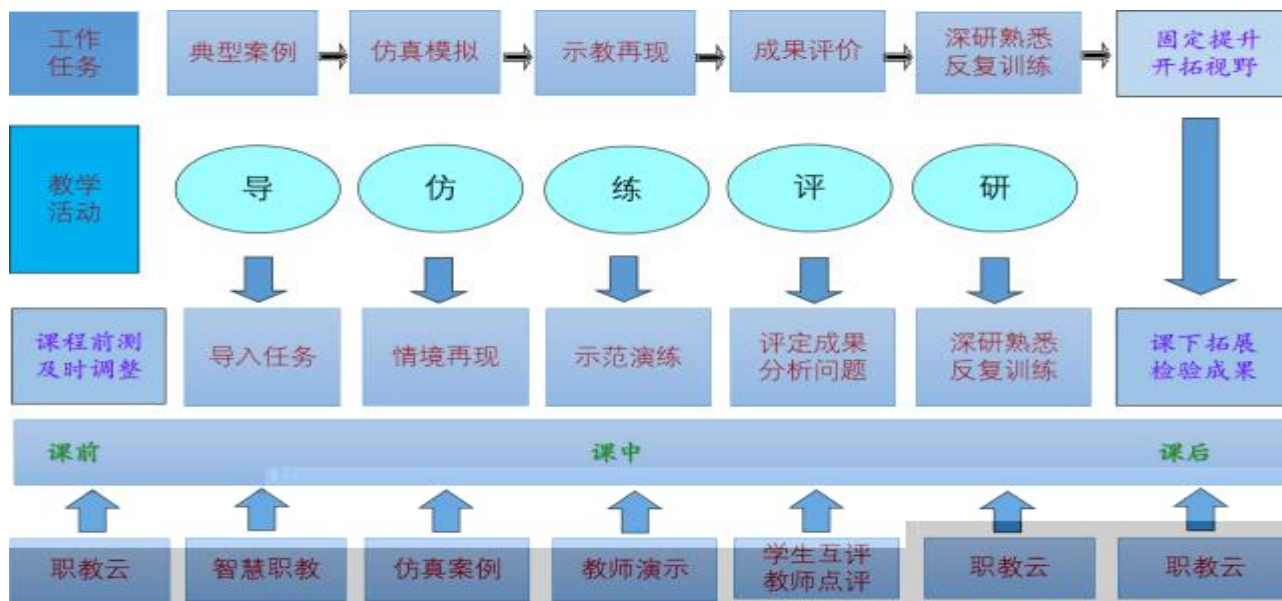 工作
任务
典型案例
仿真模拟
示教再现
成果评价
深研熟悉
反复训练
固定提升
开拓视野
教学
活动
导
仿
练
评
研
课程前测
及时调整
导入任务
情境再现
示范演练
评定成果
分析问题
深研熟悉
反复训练
课下拓展
检验成果
课前
课中
课后
职教云
智慧职教
仿真案例
教师演示
学生互评
教师点评
职教云
职教云